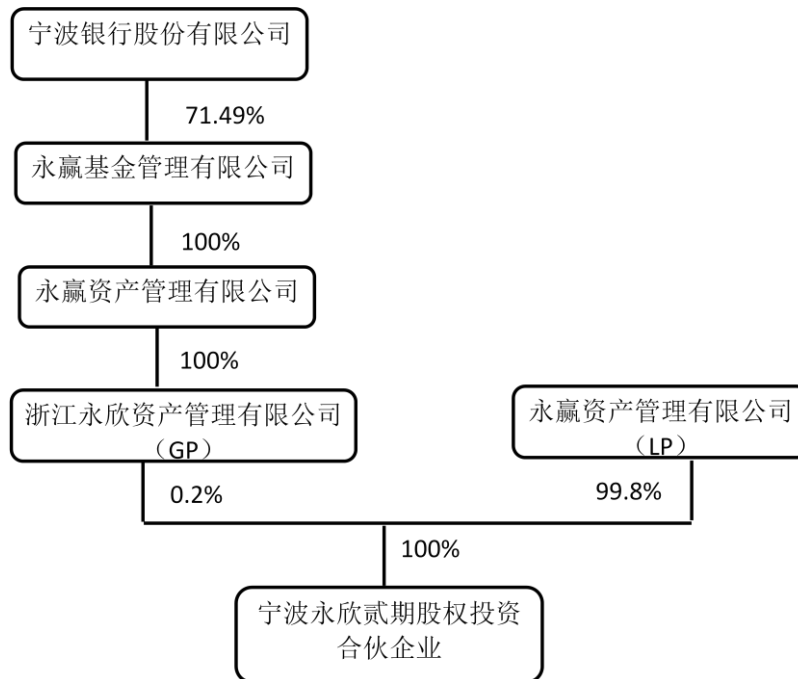 宁波银行股份有限公司
71.49%
永赢基金管理有限公司
100%
永赢资产管理有限公司
100%
浙江永欣资产管理有限公司
（GP）
永赢资产管理有限公司
（LP）
0.2%
99.8%
100%
宁波永欣贰期股权投资
合伙企业